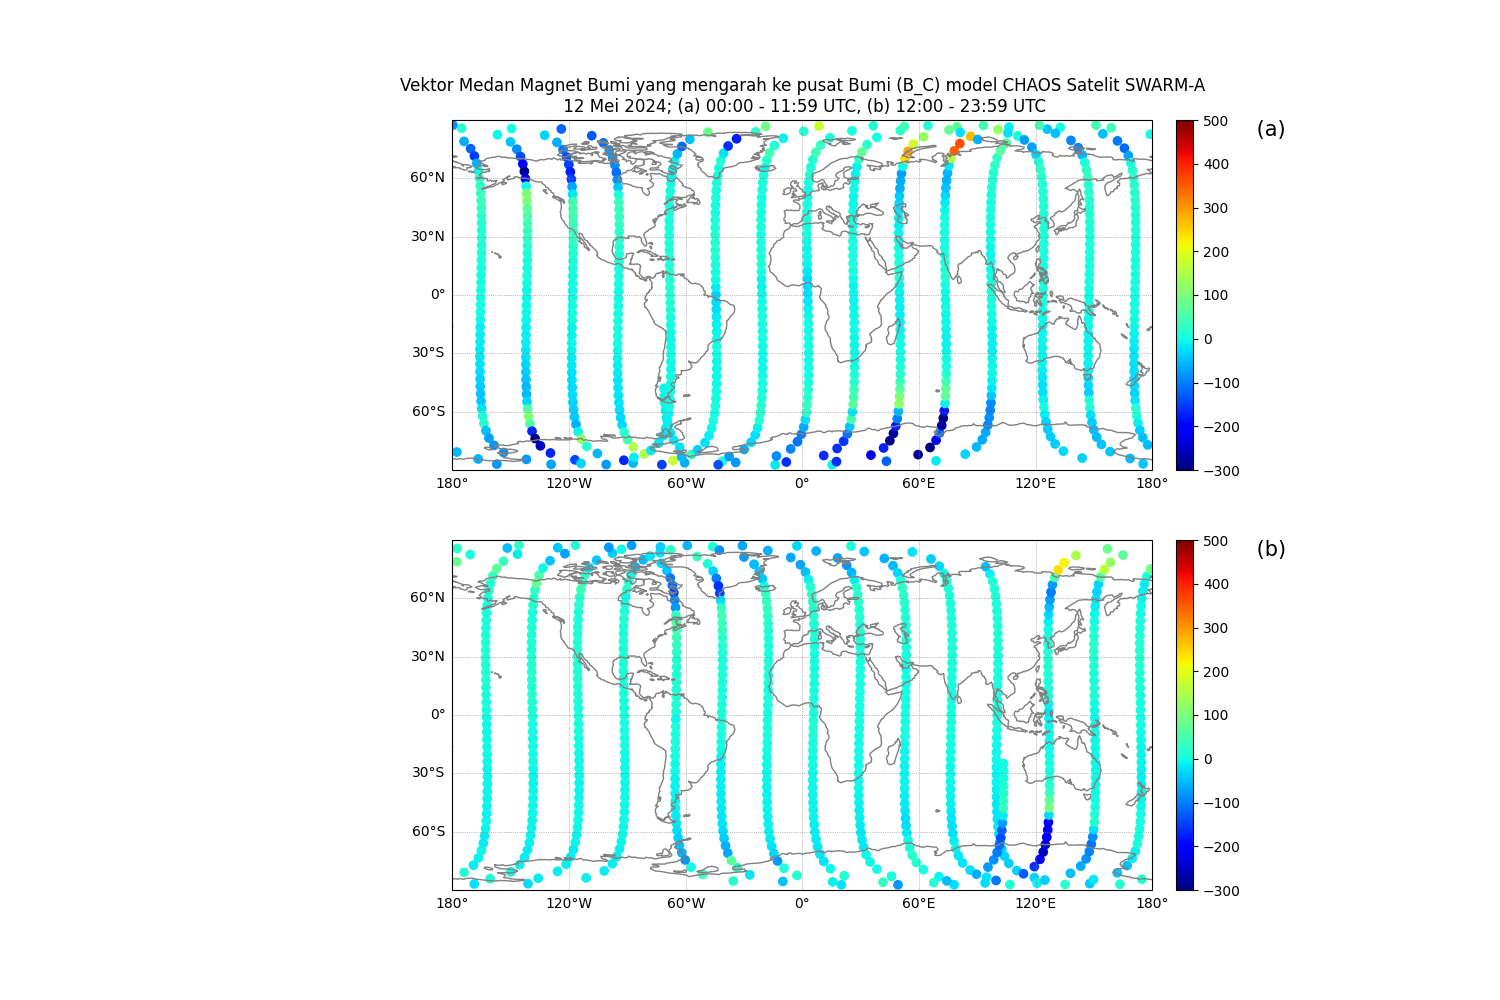 Vektor Medan Magnet Bumi yang mengarah ke pusat Bumi (B_C) model CHAOS Satelit SWARM-A
12 Mei 2024; (a) 00:00 - 11:59 UTC, (b) 12:00 - 23:59 UTC
(a)
60°N
30°N
0°
30°S
60°S
180° 120°W 60°W 0° 60°E 120°E 180°
500
400
300
200
100
0
−100
−200
−300
(b)
60°N
30°N
0°
30°S
60°S
180° 120°W 60°W 0° 60°E 120°E 180°
500
400
300
200
100
0
−100
−200
−300